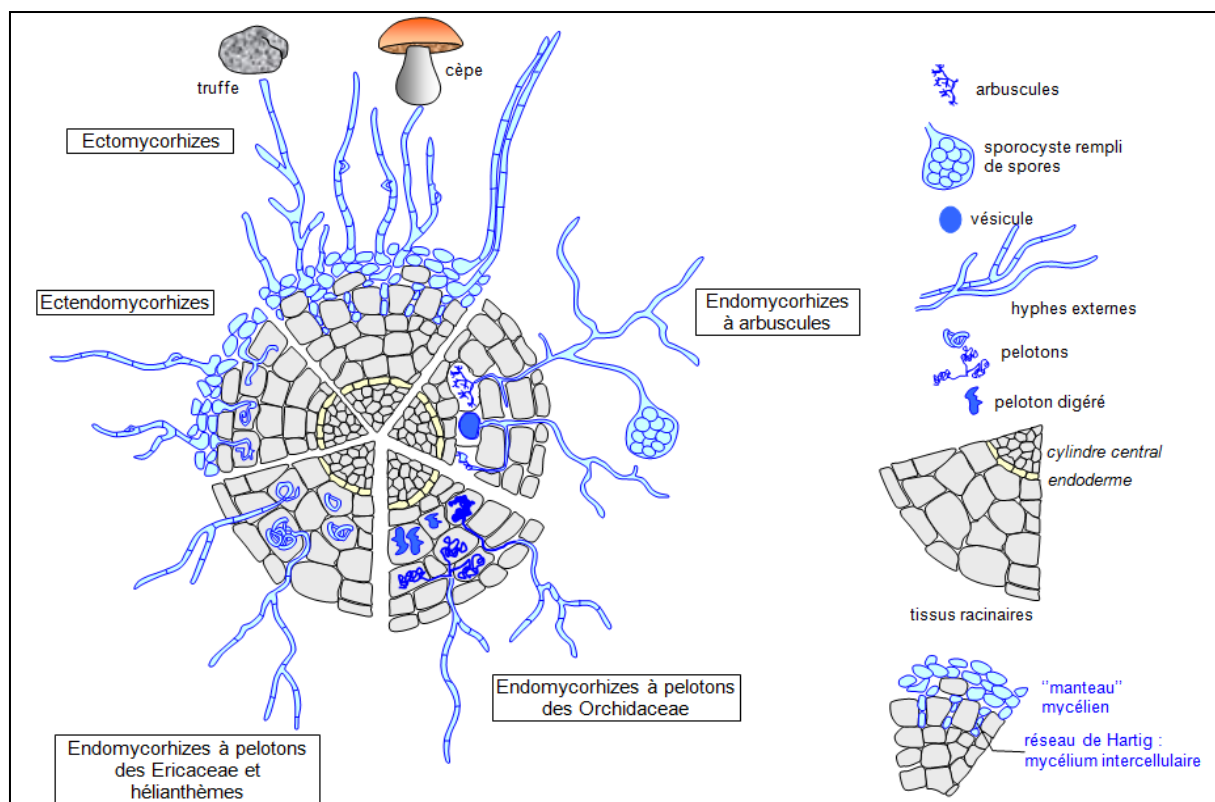 truffe
cèpe
Ectomycorhizes
Ectendomycorhizes
Endomycorhizes
à arbuscules
Endomycorhizes à pelotons
des Orchidaceae
Endomycorhizes à pelotons
des Ericaceae et
hélianthèmes
arbuscules
sporocyste rempli
de spores
vésicule
hyphes externes
pelotons
peloton digéré
cylindre central
endoderme
tissus racinaires
"manteau"
mycélien
réseau de Hartig :
mycélium intercellulaire